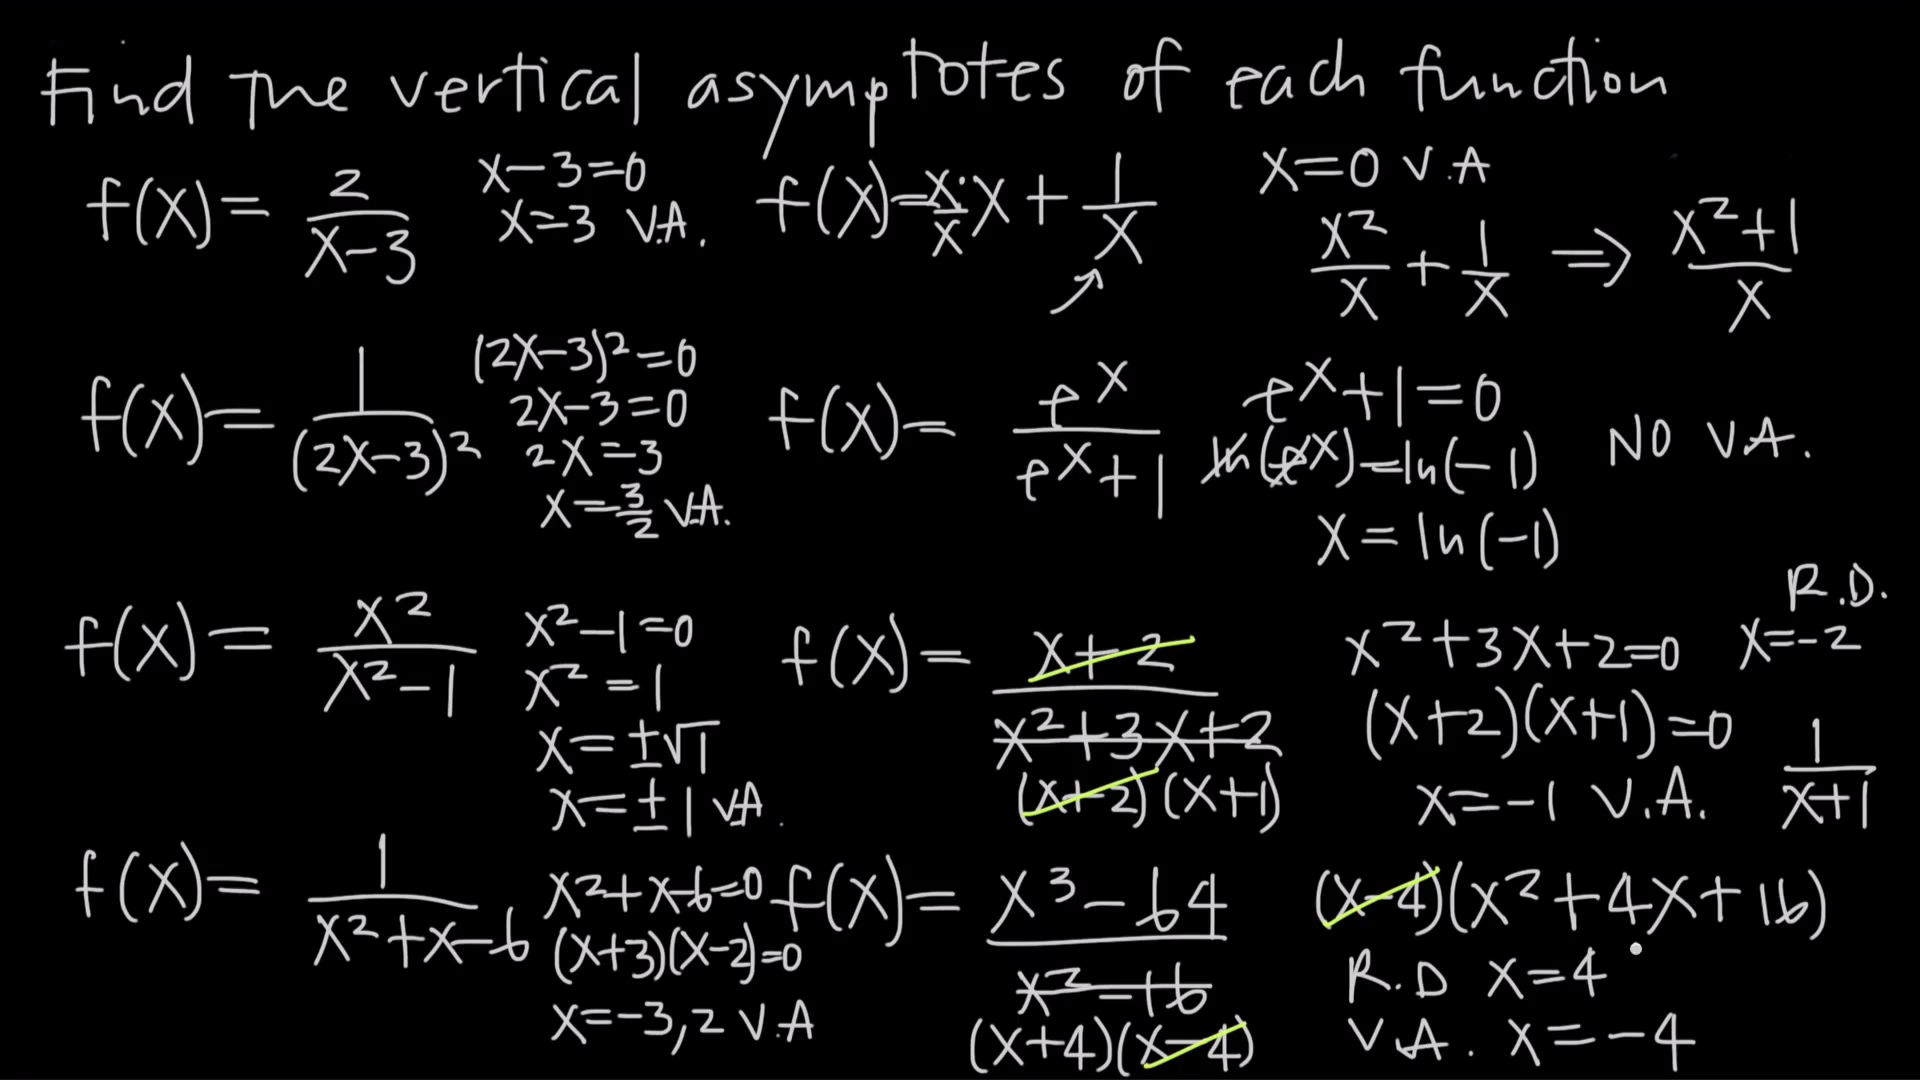 Find the vertical asymptotes of each function
f(x) = 2/(x-3)
x-3=0
x=3 V.A.
f(x) = x/x · x + 1/x
x=0 V.A
x²/x + 1/x ⇒ (x²+1)/x
f(x) = 1/(2x-3)²
(2x-3)²=0
2x-3=0
2x=3
x=3/2 V.A.
f(x) = e^x/(e^x+1)
e^x+1=0
ln(e^x)=ln(-1)
x = ln(-1)
NO V.A.
f(x) = x²/(x²-1)
x²-1=0
x²=1
x=±√1
x=±1 V.A.
f(x) = (x+2)/(x²+3x+2)
(x+2)(x+1)
x²+3x+2=0
(x+2)(x+1)=0
x=-1 V.A.
R.D.
x=-2
1/(x+1)
f(x) = 1/(x²+x-6)
x²+x-6=0
(x+3)(x-2)=0
x=-3,2 V.A
f(x) = (x³-64)/(x²-16)
(x+4)(x-4)
(x-4)(x²+4x+16)
R.D x=4
V.A. x=-4